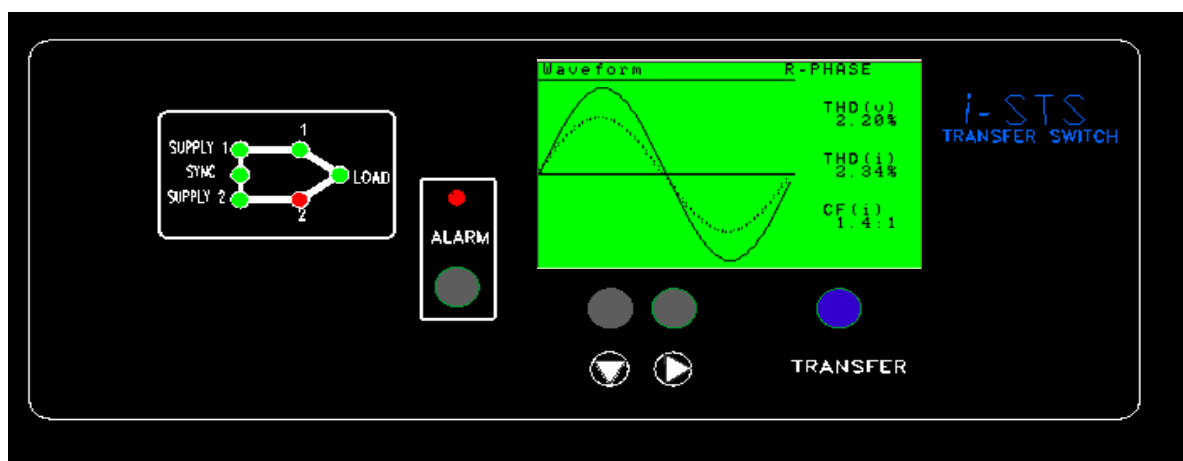 Waveform R-PHASE
THD(v)
2.20%
THD(i)
2.34%
CF(i)
1.4:1
i-STS
TRANSFER SWITCH
1
SUPPLY 1
SYNC
LOAD
SUPPLY 2
2
ALARM
TRANSFER